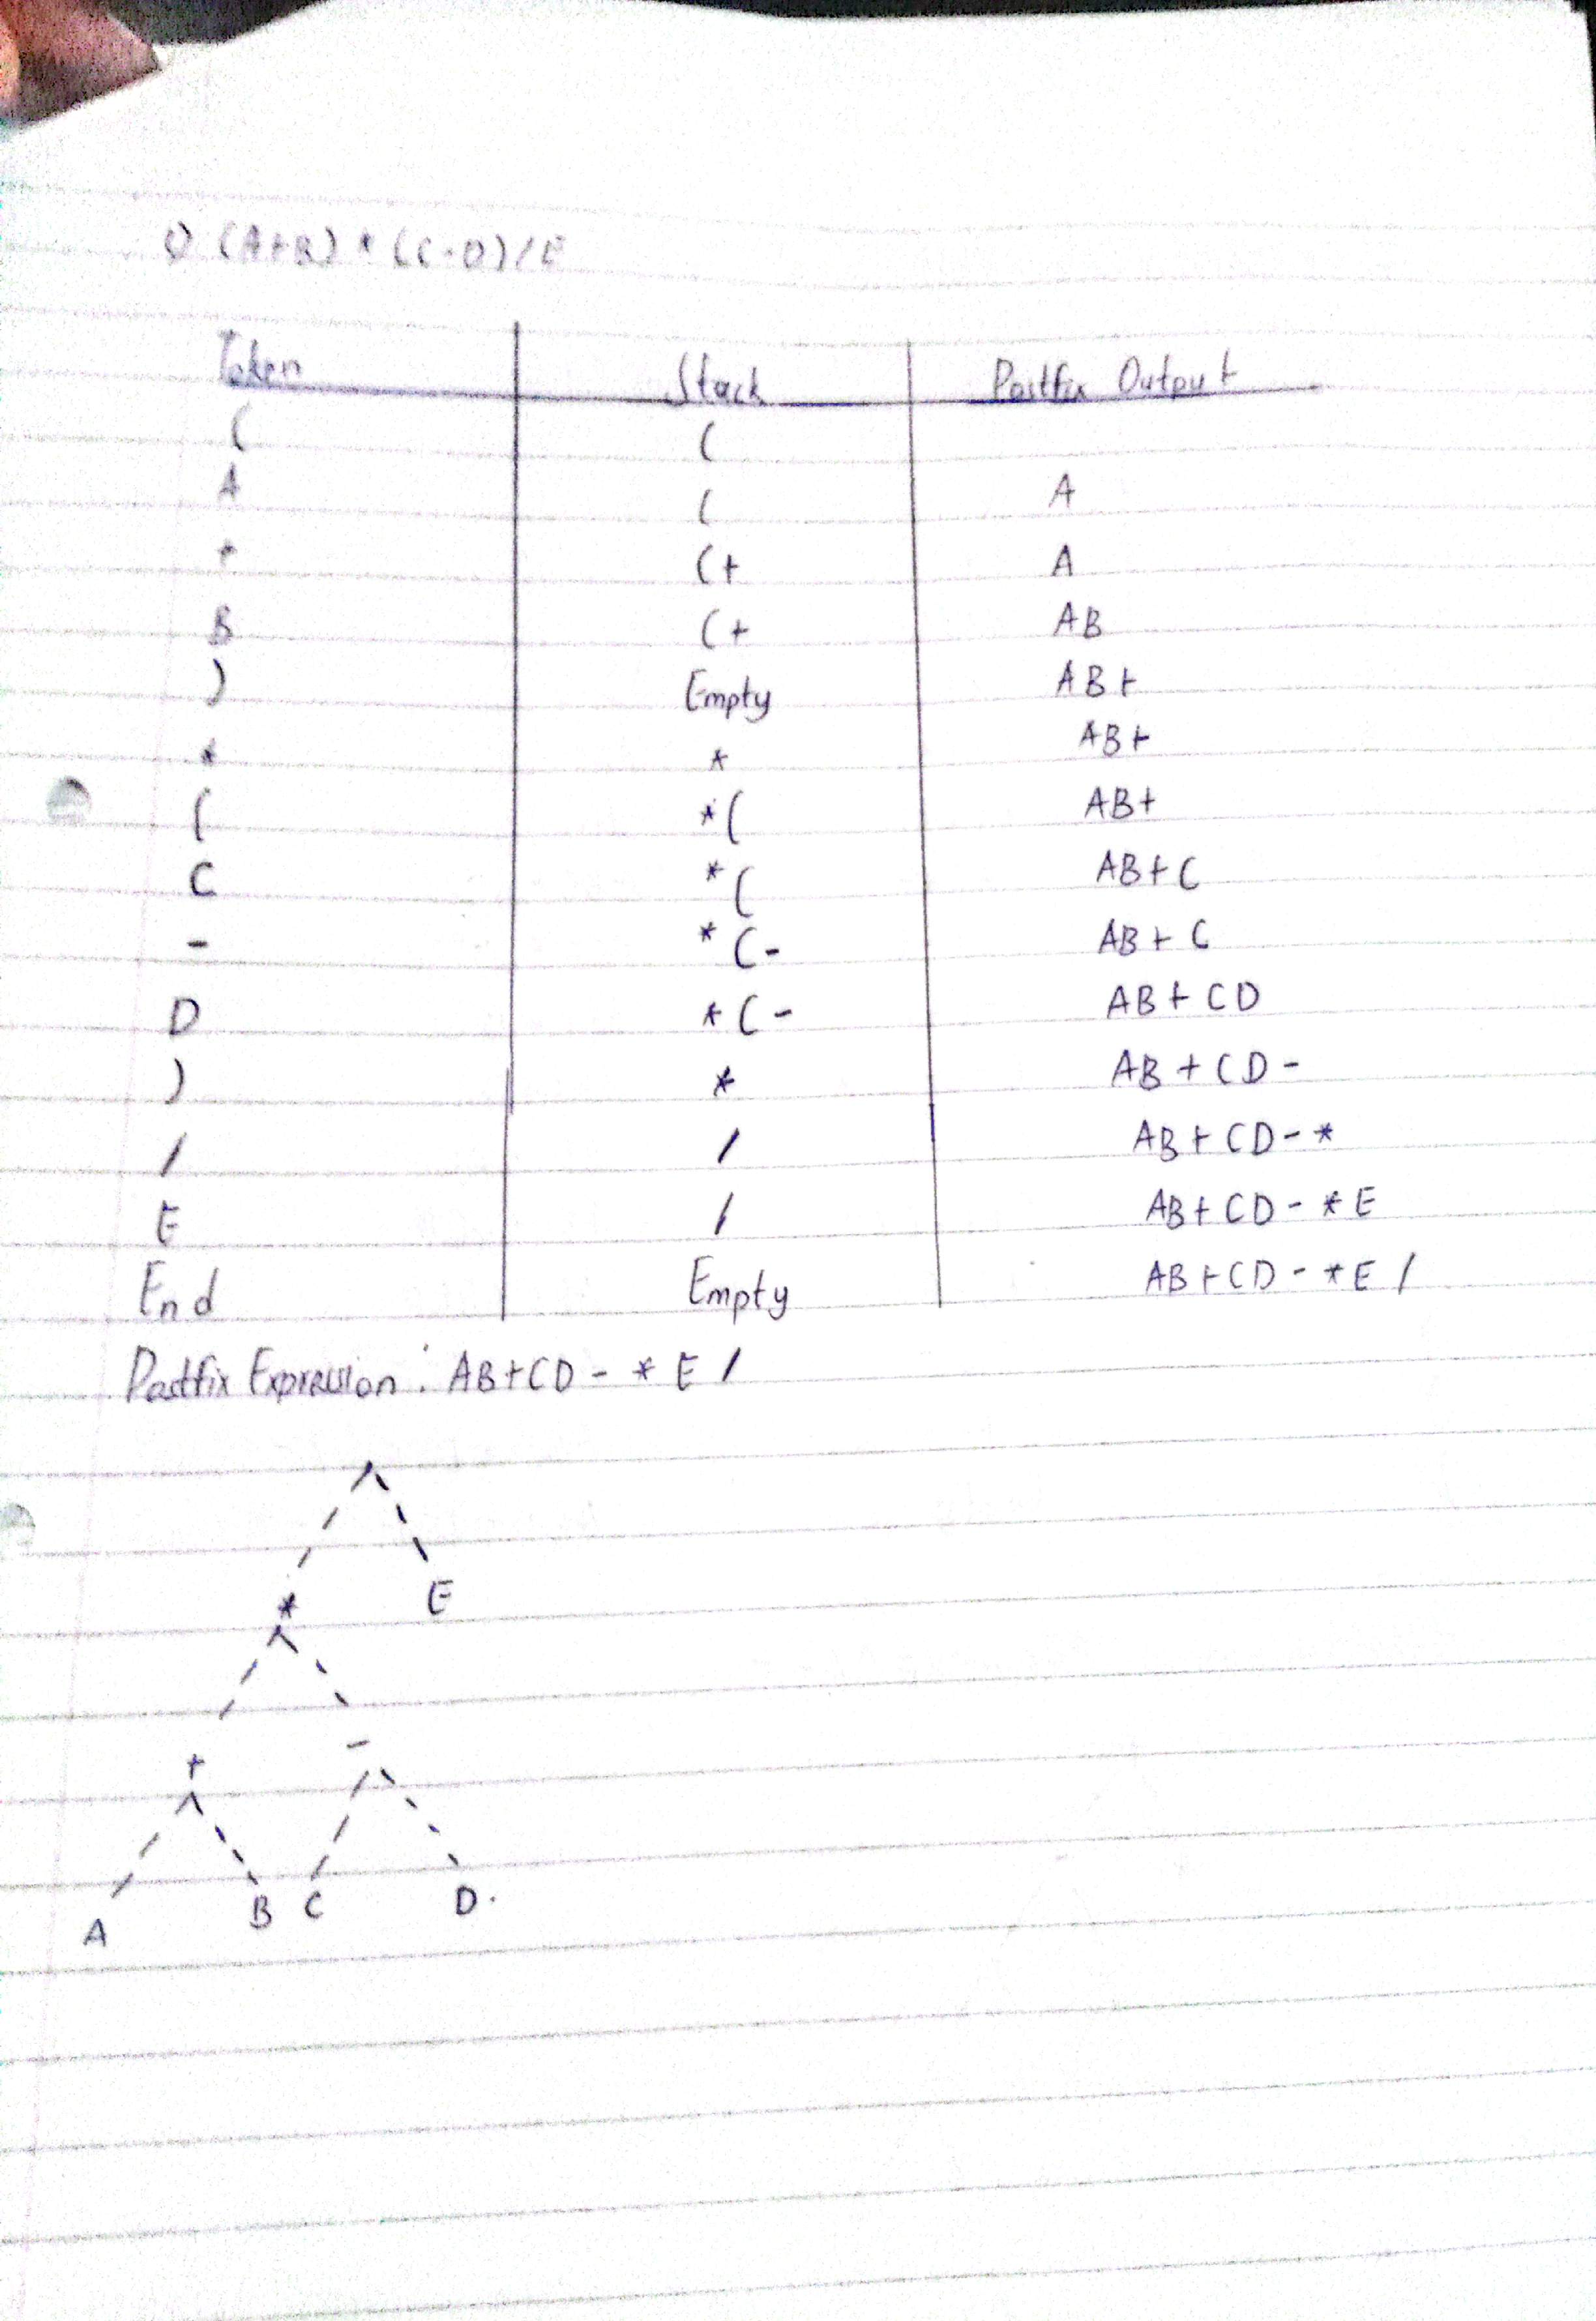 Q (A+B) * (C-D)/E
Token Stack Postfix Output
( (
A ( A
+ (+ A
B (+ AB
) Empty AB+
* * AB+
( *( AB+
C *( AB+C
- *(- AB+C
D *(- AB+CD
) * AB+CD-
/ / AB+CD-*
E / AB+CD-*E
End Empty AB+CD-*E/
Postfix Expression: AB+CD-*E/
* E
+ -
A B C D.